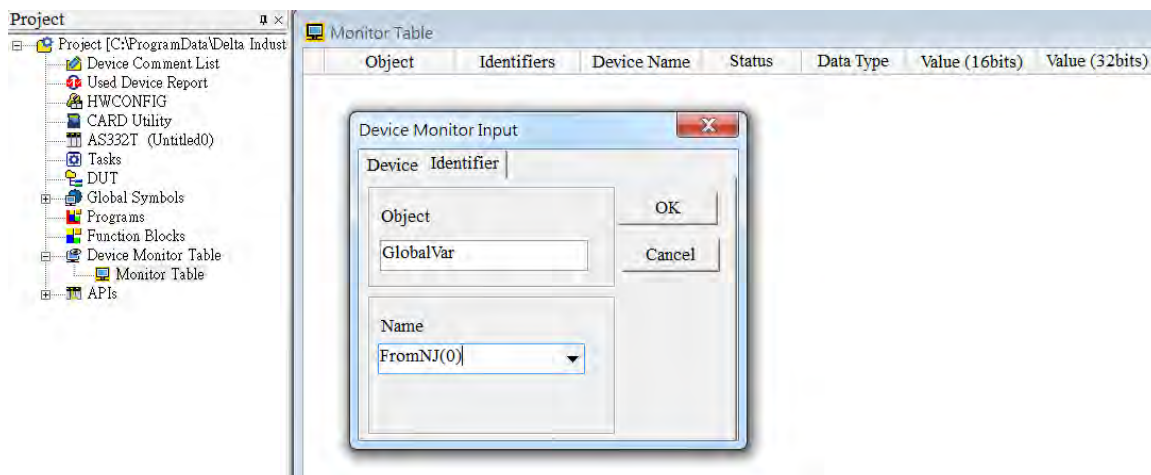 Project
Project [C:\ProgramData\Delta Indust
Device Comment List
Used Device Report
HWCONFIG
CARD Utility
AS332T (Untitled0)
Tasks
DUT
Global Symbols
Programs
Function Blocks
Device Monitor Table
Monitor Table
APIs
Monitor Table
Object Identifiers Device Name Status Data Type Value (16bits) Value (32bits)
Device Monitor Input
Device Identifier
Object
GlobalVar
OK
Cancel
Name
FromNJ(0)